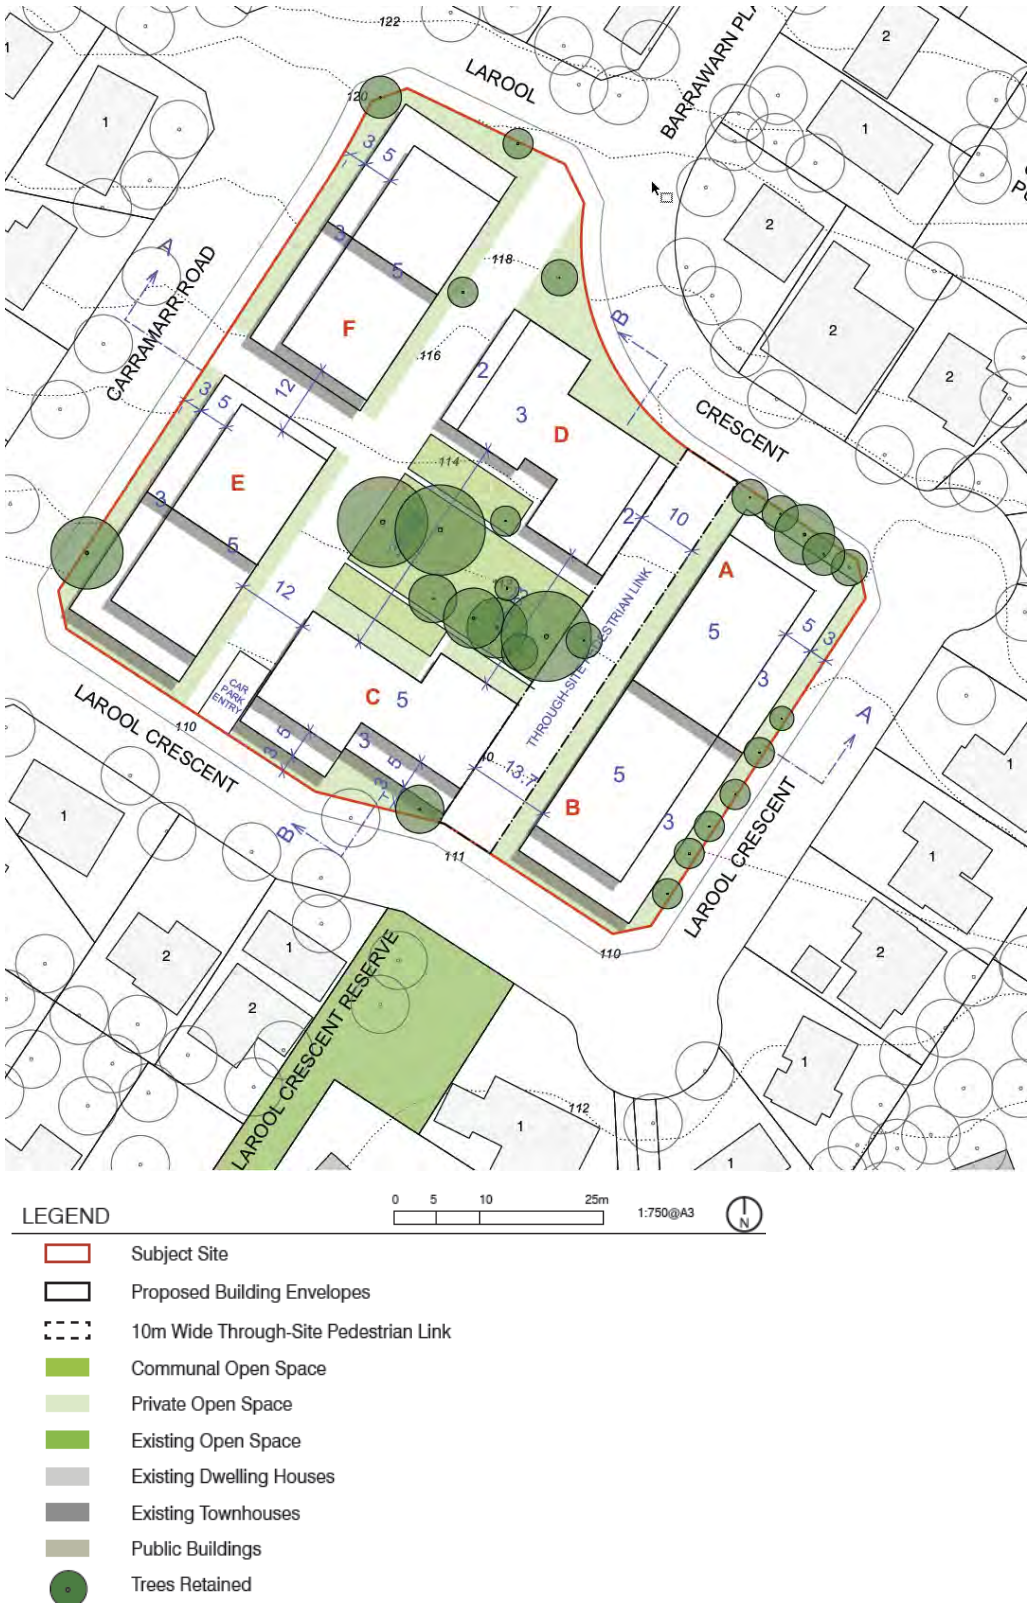 122
LAROOL
BARRAWARN PLA
2
1
1
1
120
3
5
2
A
CARRAMARR ROAD
3
5
118
B
2
F
116
2
12
2
3
5
3
D
CRESCENT
E
114
3
5
2
10
12
A
THROUGH-SITE PEDESTRIAN LINK
5
5
3
CAR
PARK
ENTRY
C
5
3
LAROOL CRESCENT
110
5
3
3
5
3
13.7
5
B
3
A
1
1
B
111
LAROOL CRESCENT
1
110
2
1
2
2
LAROOL CRESCENT RESERVE
1
112
1
1
LEGEND
0 5 10 25m
1:750@A3
N
Subject Site
Proposed Building Envelopes
10m Wide Through-Site Pedestrian Link
Communal Open Space
Private Open Space
Existing Open Space
Existing Dwelling Houses
Existing Townhouses
Public Buildings
Trees Retained